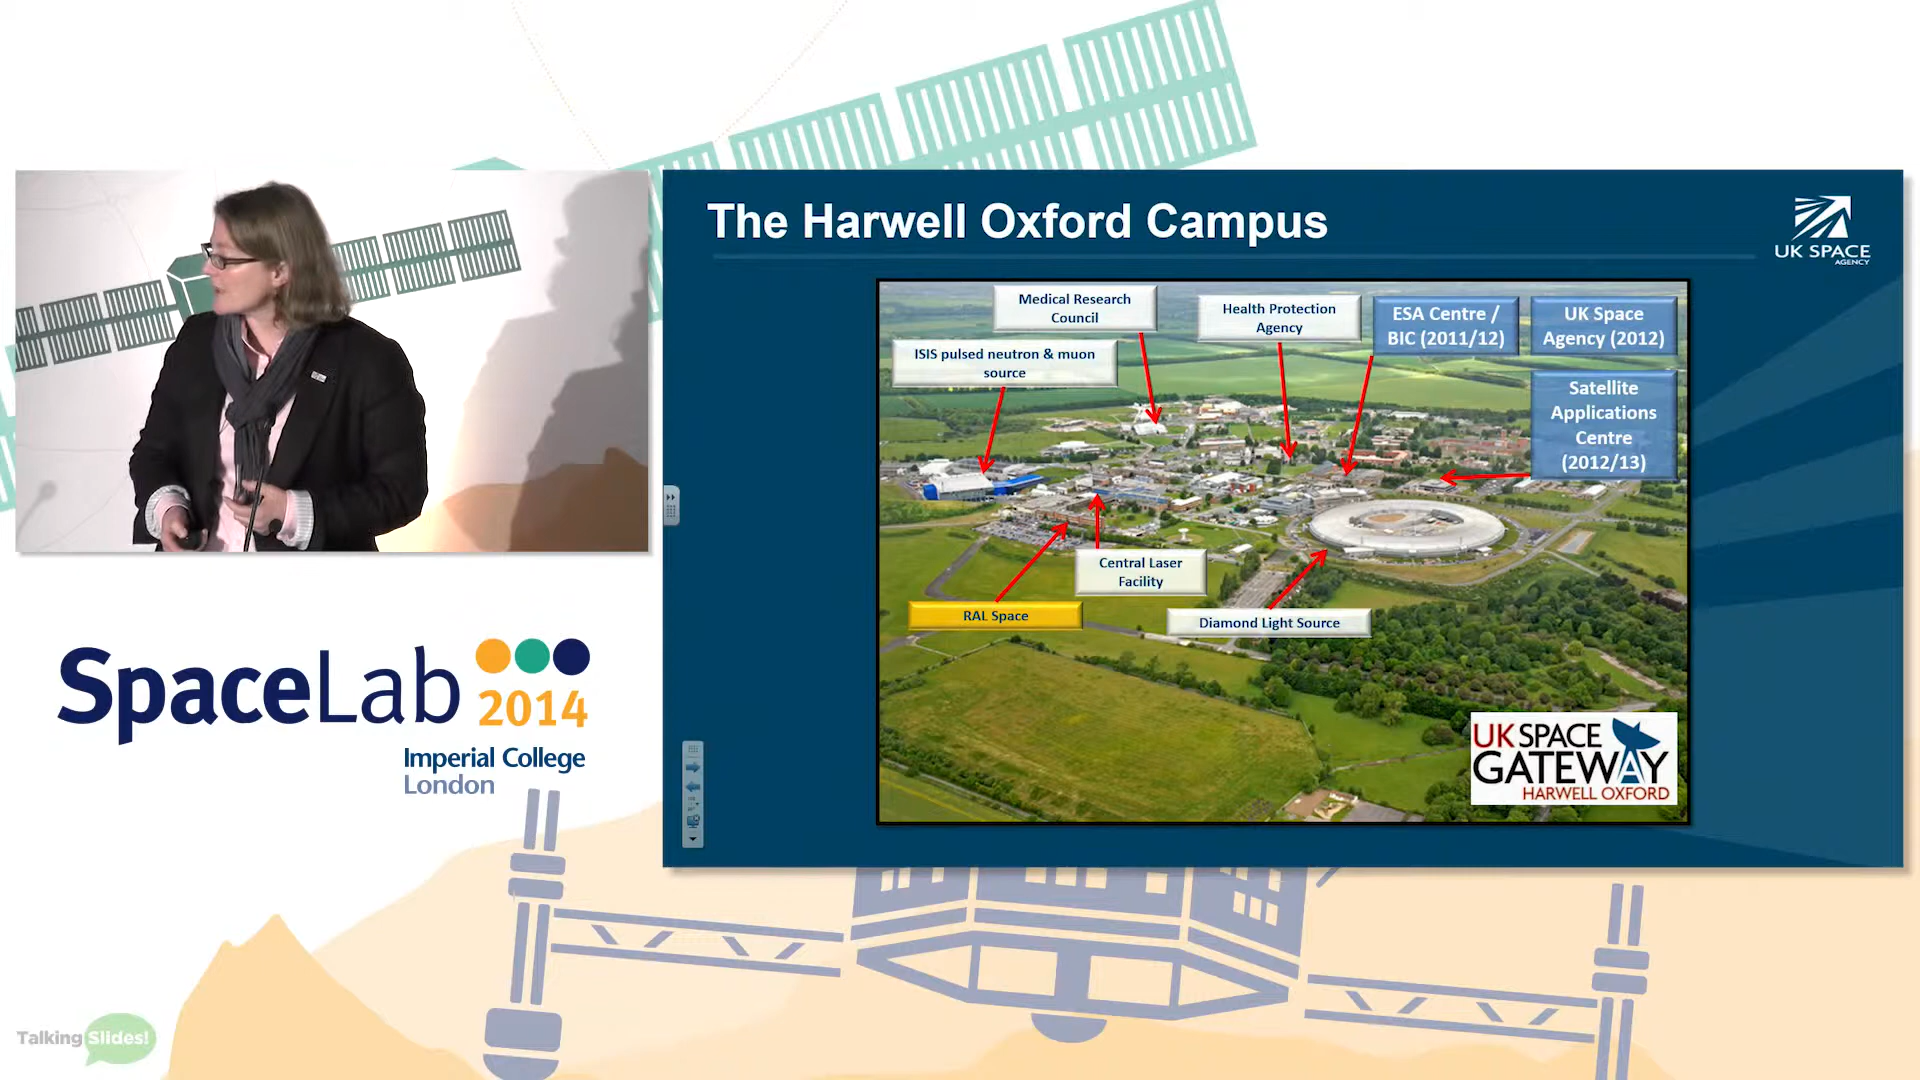 The Harwell Oxford Campus
UK SPACE
AGENCY
Medical Research
Council
Health Protection
Agency
ESA Centre /
BIC (2011/12)
UK Space
Agency (2012)
ISIS pulsed neutron & muon
source
Satellite
Applications
Centre
(2012/13)
Central Laser
Facility
RAL Space
Diamond Light Source
UK SPACE
GATEWAY
HARWELL OXFORD
SpaceLab
2014
Imperial College
London
Talking Slides!